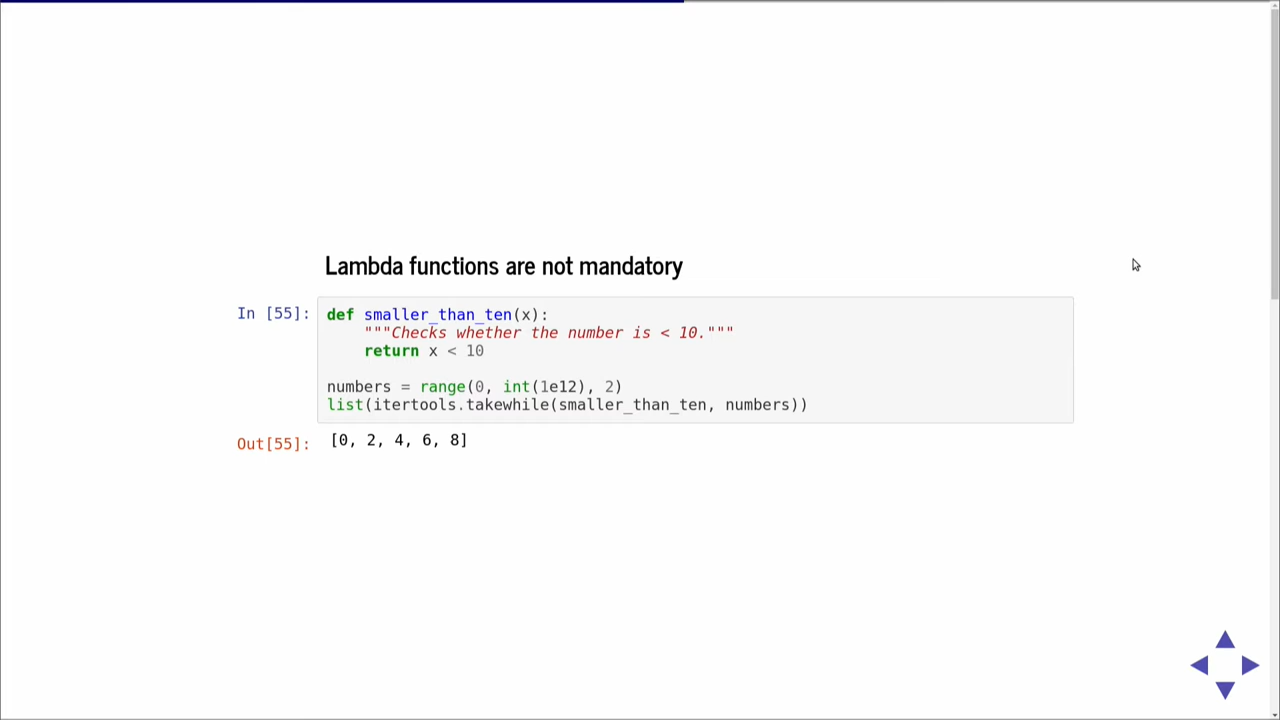 Lambda functions are not mandatory
In [55]:
def smaller_than_ten(x):
    """Checks whether the number is < 10."""
    return x < 10
numbers = range(0, int(1e12), 2)
list(itertools.takewhile(smaller_than_ten, numbers))
Out[55]:
[0, 2, 4, 6, 8]